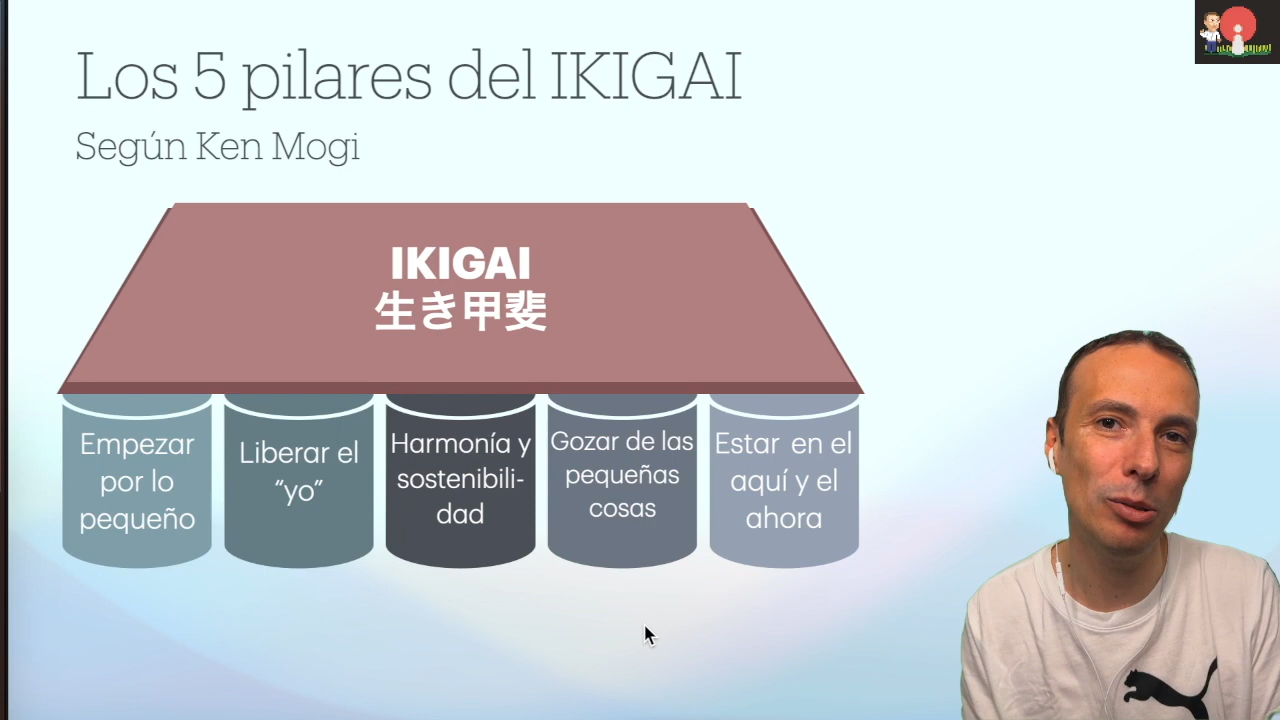 Los 5 pilares del IKIGAI
Según Ken Mogi
IKIGAI
生き甲斐
Empezar
por lo
pequeño
Liberar el
“yo”
Harmonía y
sostenibili-
dad
Gozar de las
pequeñas
cosas
Estar en el
aquí y el
ahora